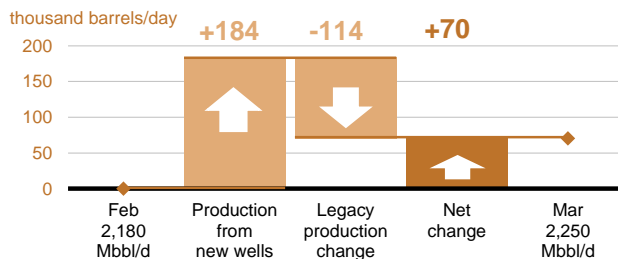 thousand barrels/day
+184 -114 +70
200
150
100
50
0
Feb
2,180
Mbbl/d
Production
from
new wells
Legacy
production
change
Net
change
Mar
2,250
Mbbl/d